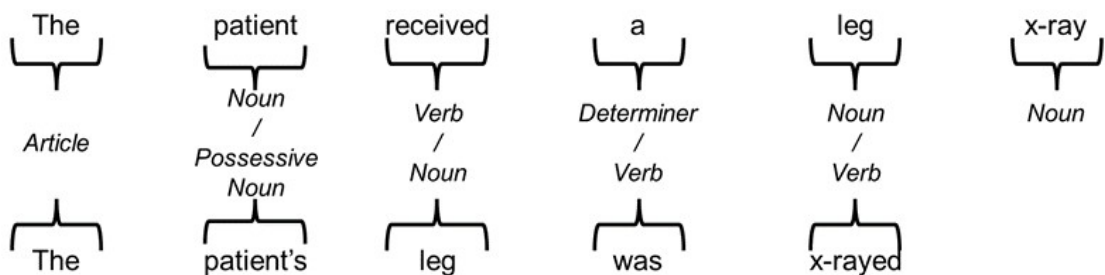 The patient received a leg x-ray
Noun
Verb Determiner Noun Noun
/
Article / / /
Possessive
Noun Verb Verb
Noun
The patient's leg was x-rayed